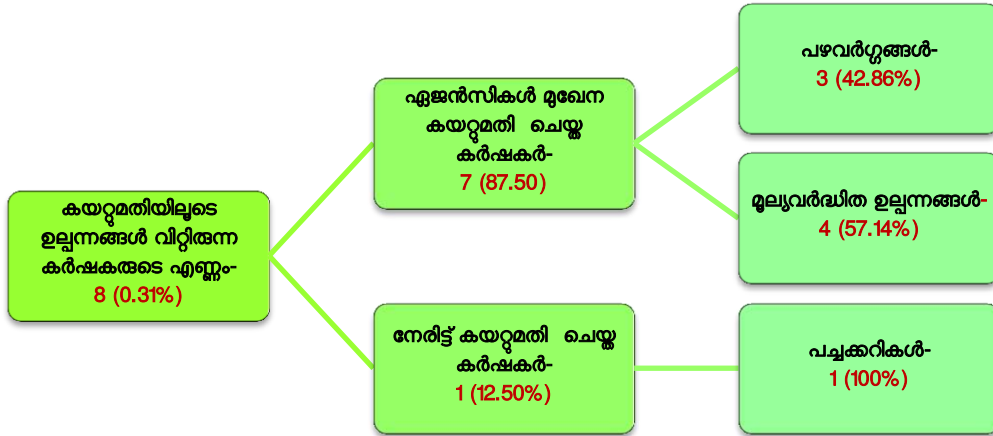 കയറ്റുമതിയിലൂടെ
ഉല്പന്നങ്ങൾ വിറ്റിരുന്ന
കർഷകരുടെ എണ്ണം-
8 (0.31%)
ഏജൻസികൾ മുഖേന
കയറ്റുമതി ചെയ്ത
കർഷകർ-
7 (87.50)
നേരിട്ട് കയറ്റുമതി ചെയ്ത
കർഷകർ-
1 (12.50%)
പഴവർഗ്ഗങ്ങൾ-
3 (42.86%)
മൂല്യവർദ്ധിത ഉല്പന്നങ്ങൾ-
4 (57.14%)
പച്ചക്കറികൾ-
1 (100%)